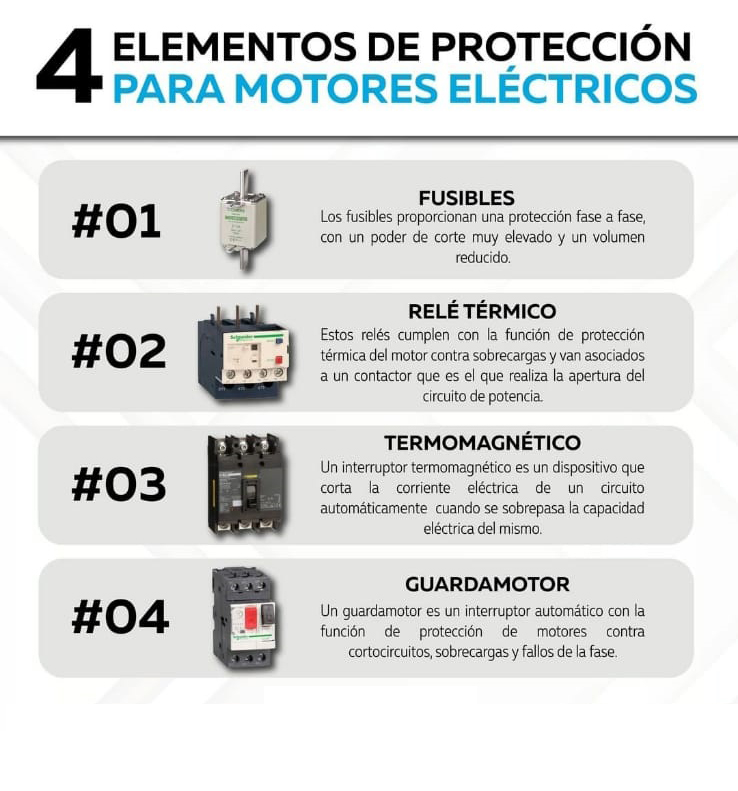 4 ELEMENTOS DE PROTECCIÓN
PARA MOTORES ELÉCTRICOS
#01
FUSIBLES
Los fusibles proporcionan una protección fase a fase,
con un poder de corte muy elevado y un volumen
reducido.
#02
Schneider
RELÉ TÉRMICO
Estos relés cumplen con la función de protección
térmica del motor contra sobrecargas y van asociados
a un contactor que es el que realiza la apertura del
circuito de potencia.
#03
TERMOMAGNÉTICO
Un interruptor termomagnético es un dispositivo que
corta la corriente eléctrica de un circuito
automáticamente cuando se sobrepasa la capacidad
eléctrica del mismo.
#04
GUARDAMOTOR
Un guardamotor es un interruptor automático con la
función de protección de motores contra
cortocircuitos, sobrecargas y fallos de la fase.